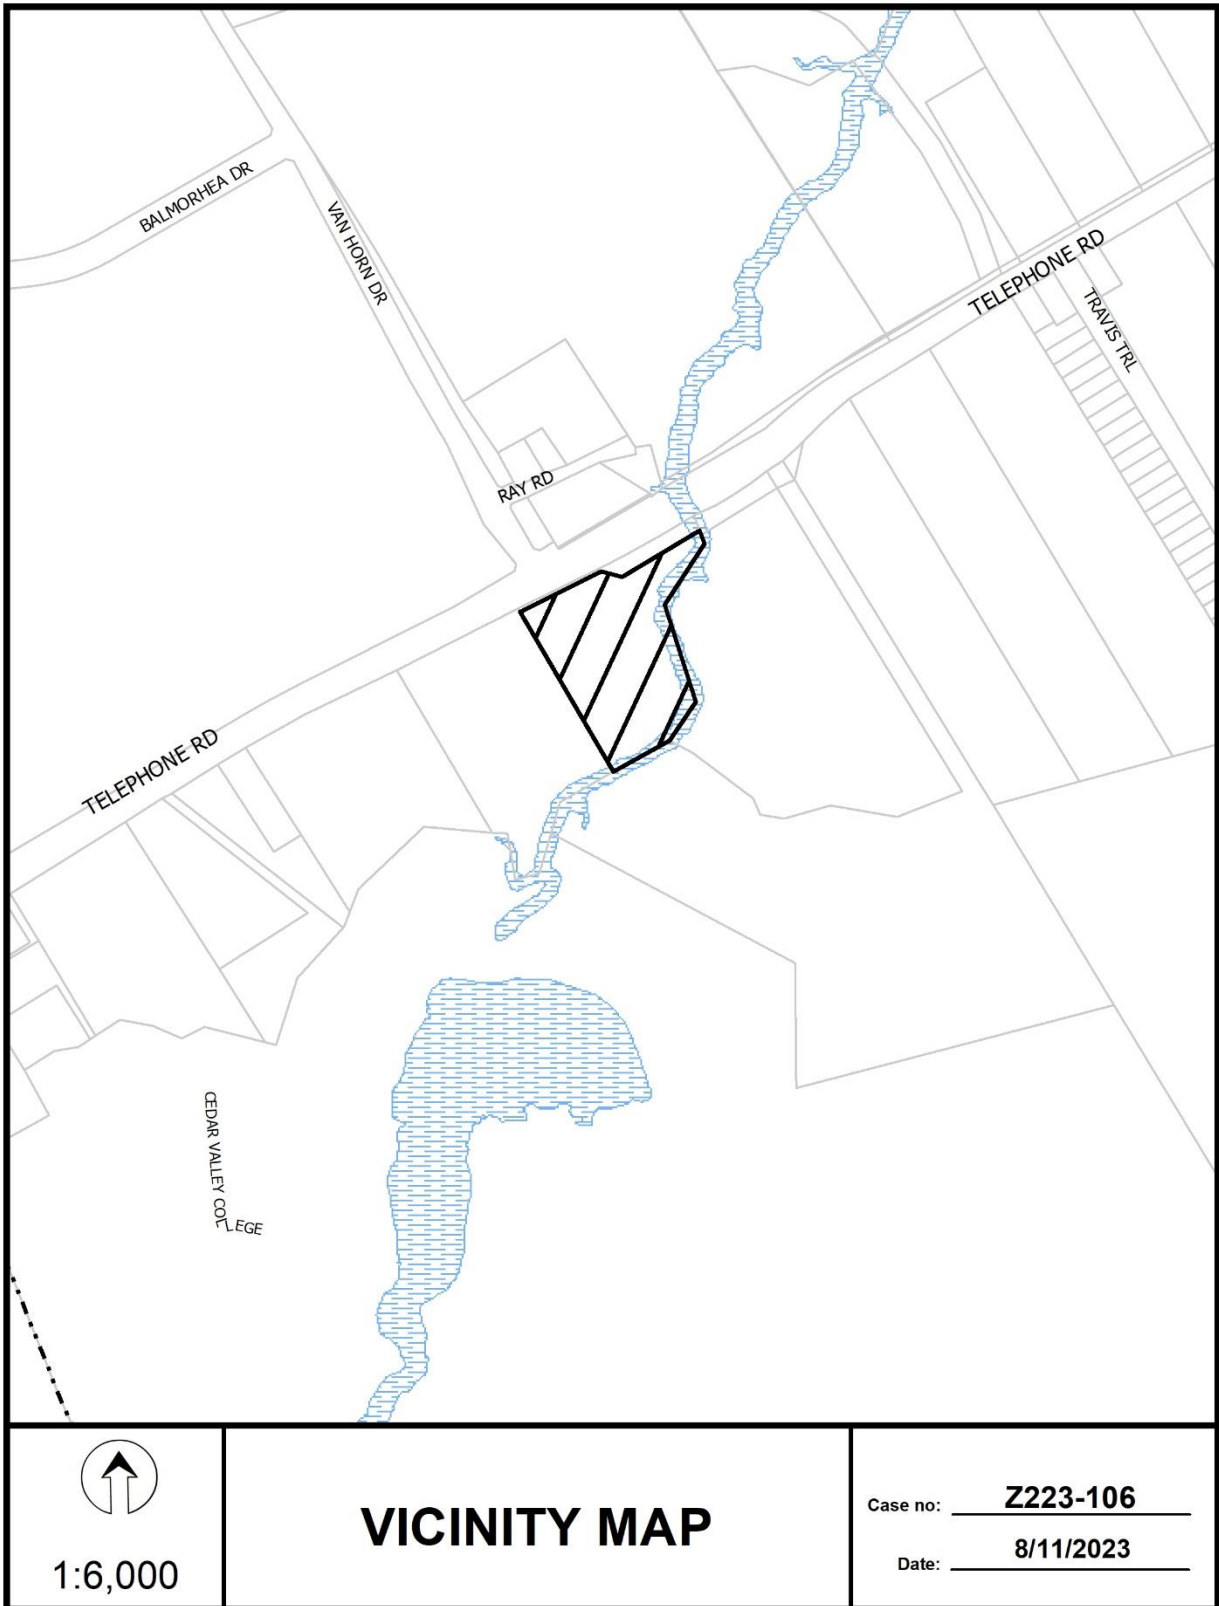 BALMORHEA DR
VAN HORN DR
TELEPHONE RD
TRAVIS TRL
RAY RD
TELEPHONE RD
CEDAR VALLEY COLLEGE
1:6,000
VICINITY MAP
Case no: Z223-106
Date: 8/11/2023